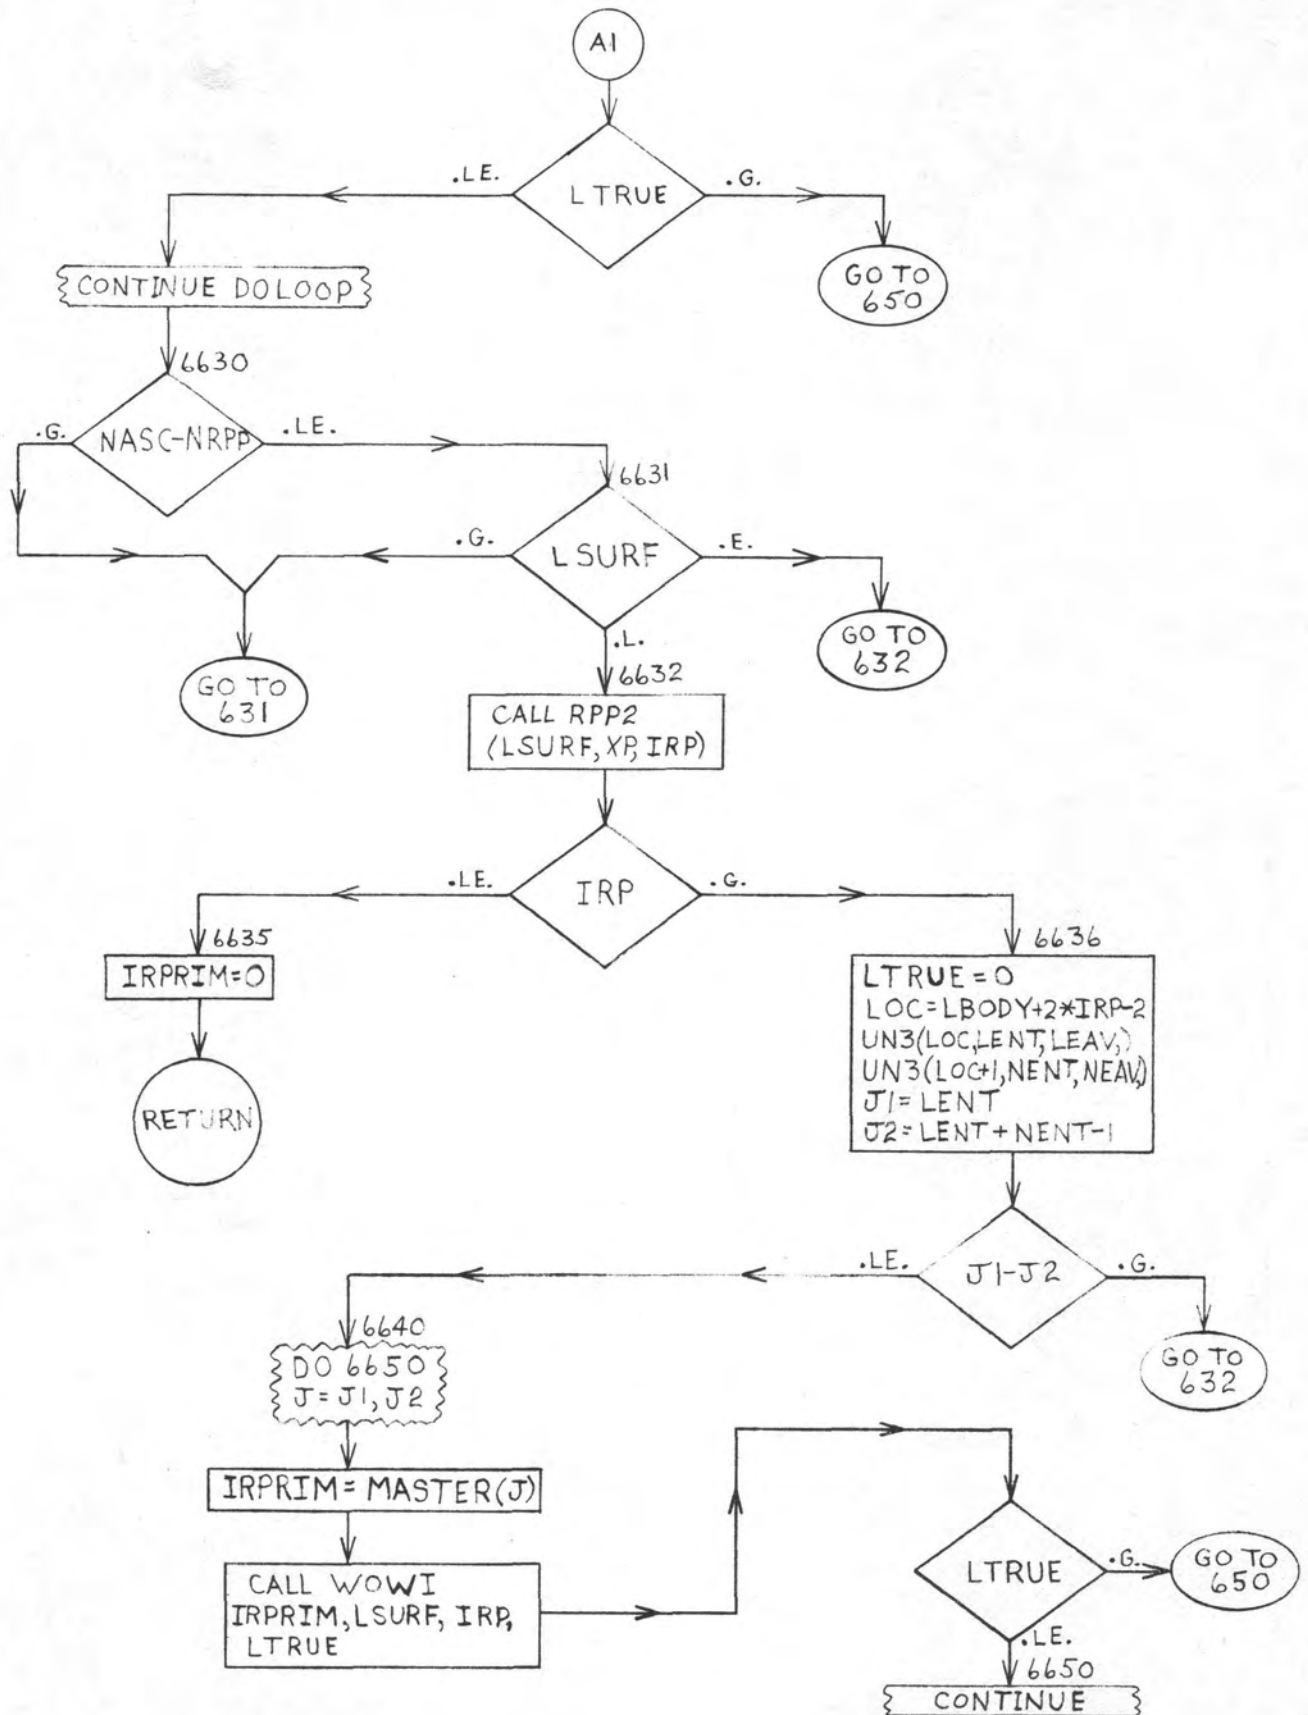 A1
.LE.
LTRUE
.G.
GO TO
650
CONTINUE DO LOOP
6630
.G.
NASC-NRPP
.LE.
6631
.G.
LSURF
.E.
.L.
GO TO
631
GO TO
632
6632
CALL RPP2
(LSURF, XP, IRP)
.LE.
IRP
.G.
6635
IRPRIM=0
RETURN
6636
LTRUE=0
LOC=LBODY+2*IRP-2
UN3(LOC,LENT,LEAV,)
UN3(LOC+1,NENT,NEAV,)
J1=LENT
J2=LENT+NENT-1
.LE.
J1-J2
.G.
GO TO
632
6640
DO 6650
J=J1,J2
IRPRIM=MASTER(J)
CALL WOWI
IRPRIM, LSURF, IRP,
LTRUE
LTRUE
.G.
GO TO
650
.LE.
6650
CONTINUE